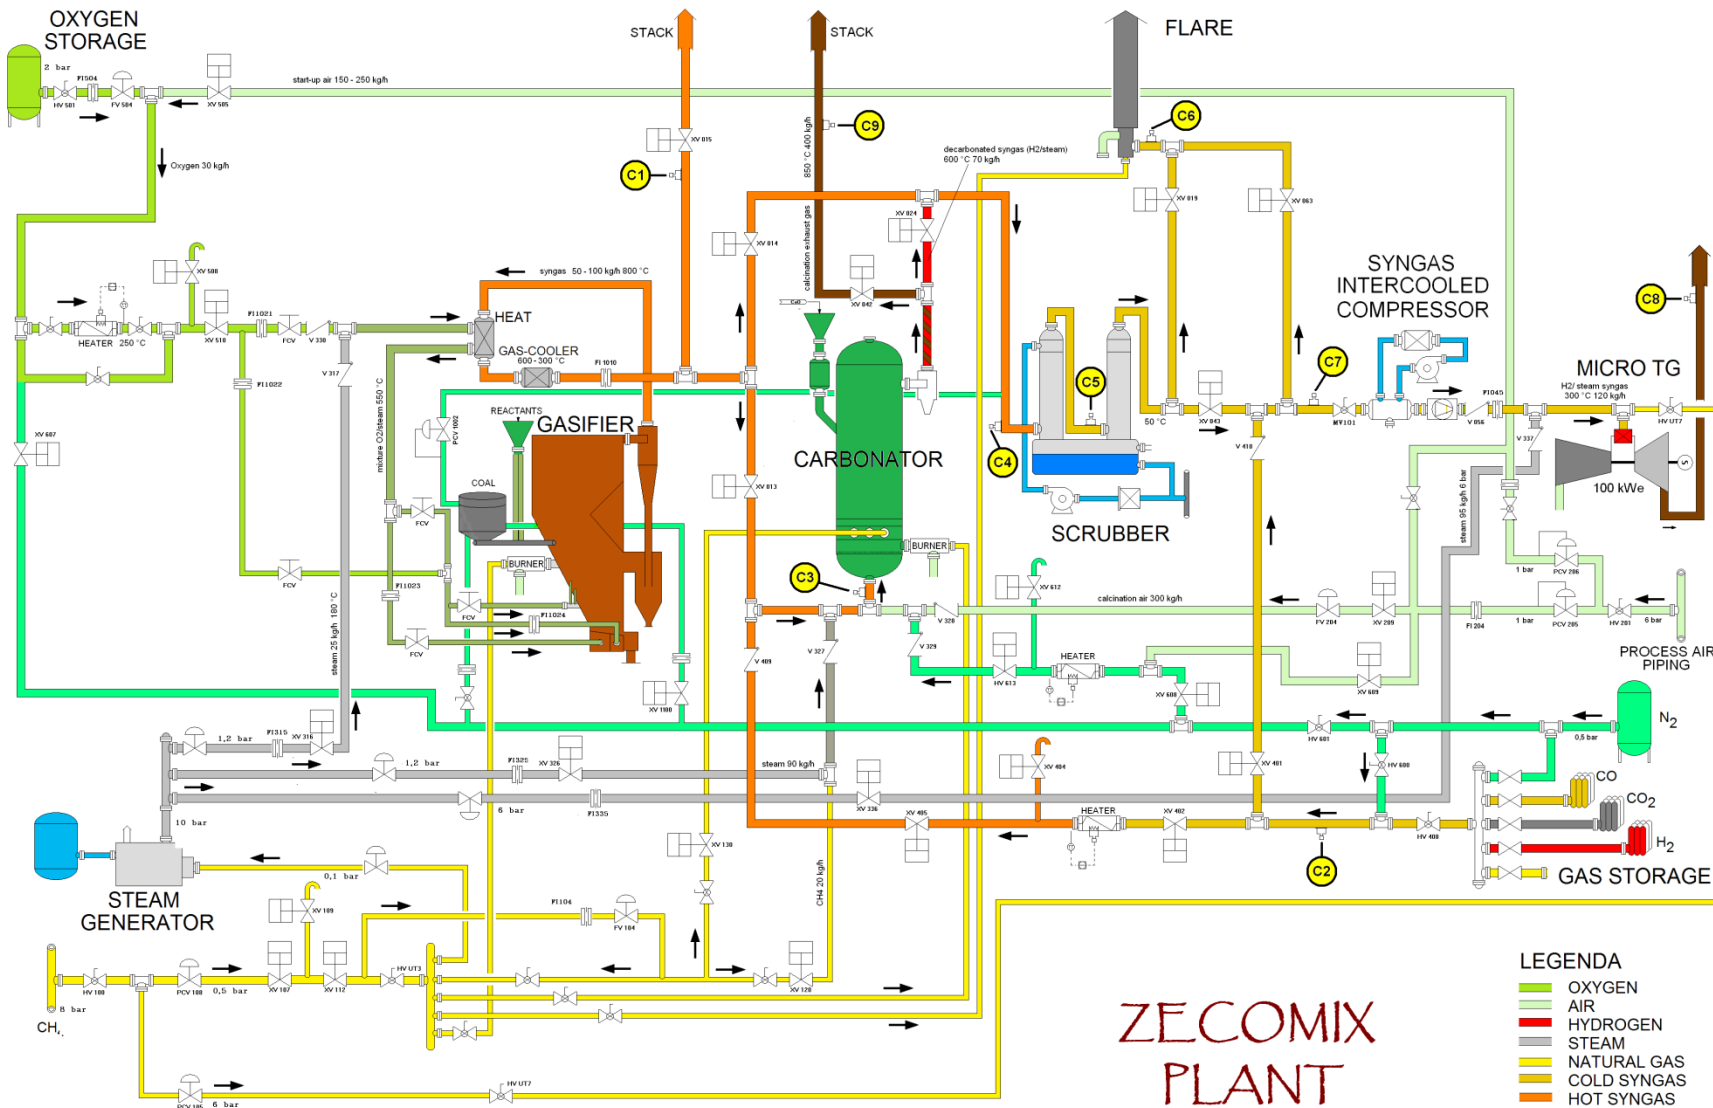 OXYGEN
STORAGE
2 bar
FI504
HV 501
FV 504
XV 505
start-up air 150 - 250 kg/h
Oxygen 30 kg/h
STACK
XV 015
C1
STACK
C9
850 °C 400 kg/h
calcination exhaust gas
FLARE
C6
decarbonated syngas (H2/steam)
600 °C 70 kg/h
XV 024
XV 014
XV 042
XV 019
XV 063
XV 508
HEATER
250 °C
XV 510
FI1021
FCV
V 330
syngas 50 - 100 kg/h 800 °C
HEAT
GAS-COOLER
600 - 300 °C
FI 1010
CaO
V 317
FI1022
mixture O2/steam 550 °C
PCV 1002
REACTANTS
GASIFIER
COAL
FCV
BURNER
FCV
FI1023
FCV
FI1024
FCV
XV 607
steam 25 kg/h 180 °C
XV 013
CARBONATOR
BURNER
C3
C4
C5
SCRUBBER
50 °C
XV 043
V 410
C7
MV101
SYNGAS
INTERCOOLED
COMPRESSOR
V 056
FI045
V 337
C8
MICRO TG
H2/ steam syngas
300 °C 120 kg/h
HV UT7
100 kWe
S
steam 95 kg/h 6 bar
PCV 206
1 bar
XV 612
calcination air 300 kg/h
V 320
FV 204
XV 209
FI 204
1 bar
PCV 205
HV 201
6 bar
PROCESS AIR
PIPING
V 409
V 327
V 329
HV 613
HEATER
XV 608
XV 609
XV 1100
N2
0,5 bar
HV 601
HV 600
1,2 bar
FI315
XV 316
1,2 bar
FI325
XV 326
steam 90 kg/h
10 bar
6 bar
FI335
XV 336
XV 404
XV 401
XV 405
HEATER
XV 402
C2
HV 400
CO
CO2
H2
GAS STORAGE
STEAM
GENERATOR
0,1 bar
XV 130
CH4 20 kg/h
XV 109
FI104
FV 104
HV 100
PCV 100
0,5 bar
XV 107
XV 112
HV UT3
XV 120
8 bar
CH4.
PCV 105
6 bar
HV UT7
ZECOMIX
PLANT
LEGENDA
OXYGEN
AIR
HYDROGEN
STEAM
NATURAL GAS
COLD SYNGAS
HOT SYNGAS